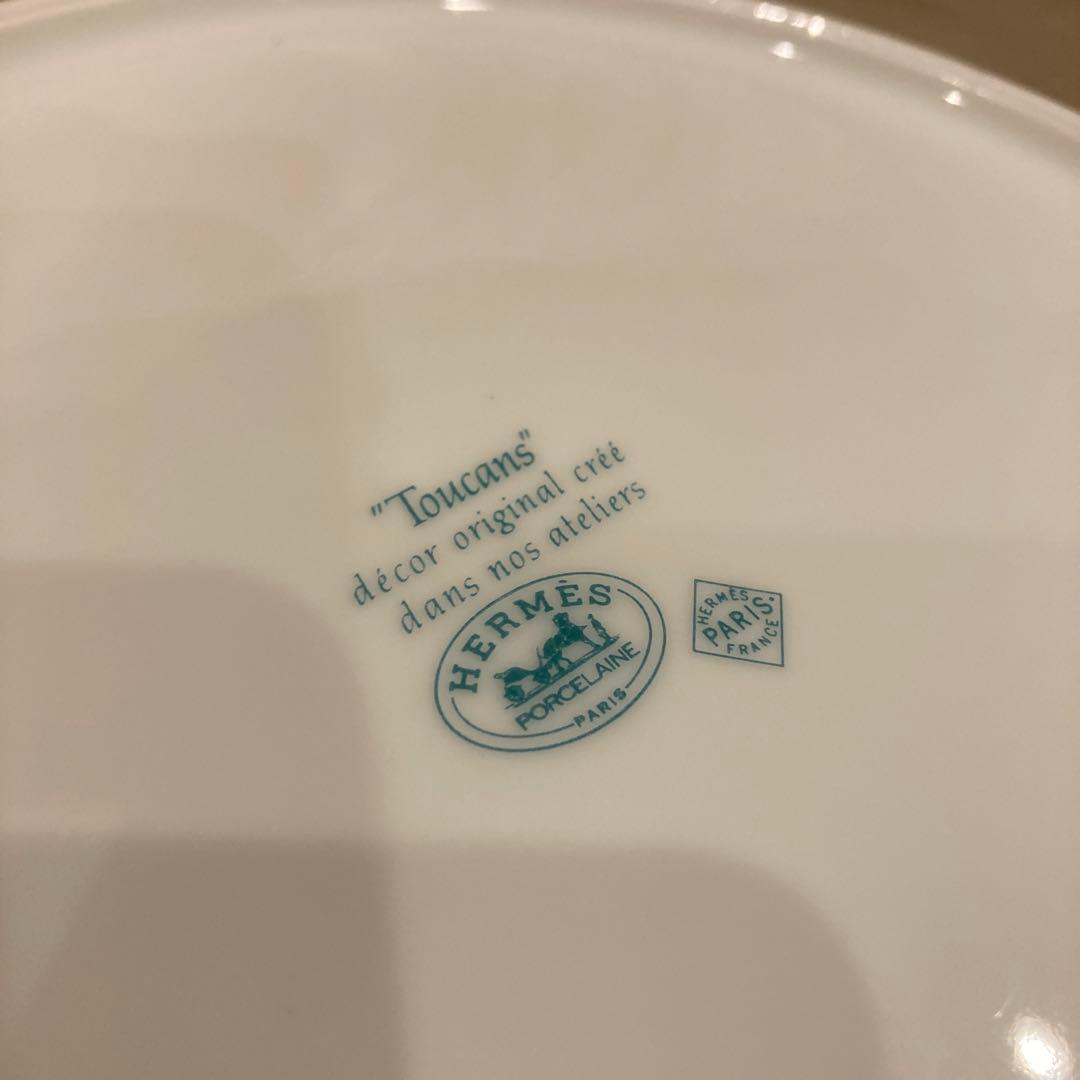 "Toucans"
décor original créé
dans nos ateliers
HERMÈS
PORCELAINE
PARIS
HERMÈS
PARIS
FRANCE